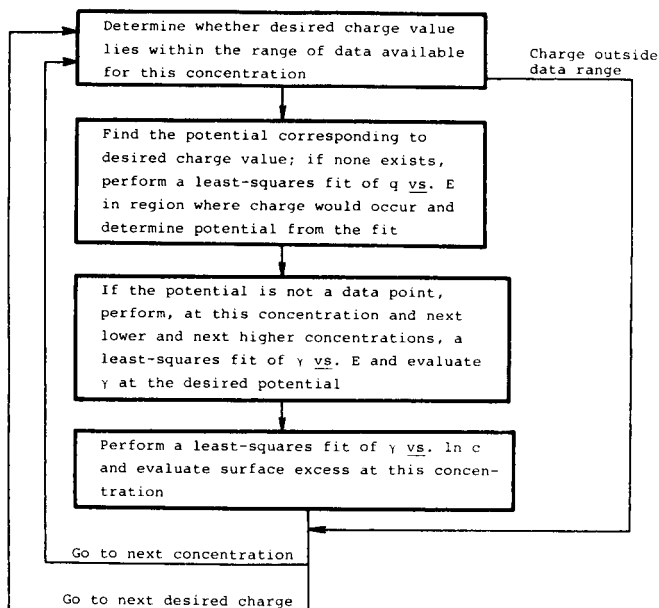 Determine whether desired charge value
lies within the range of data available
for this concentration
Charge outside
data range
Find the potential corresponding to
desired charge value; if none exists,
perform a least-squares fit of q vs. E
in region where charge would occur and
determine potential from the fit
If the potential is not a data point,
perform, at this concentration and next
lower and next higher concentrations, a
least-squares fit of γ vs. E and evaluate
γ at the desired potential
Perform a least-squares fit of γ vs. ln c
and evaluate surface excess at this concen-
tration
Go to next concentration
Go to next desired charge